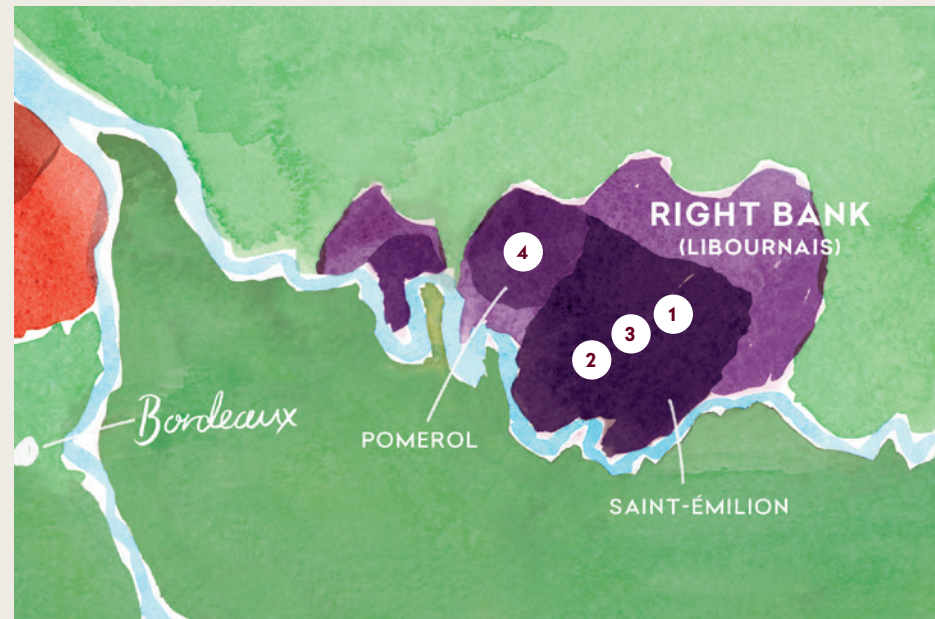 RIGHT BANK
(LIBOURNAIS)
4
1
3
2
Bordeaux
POMEROL
SAINT-ÉMILION